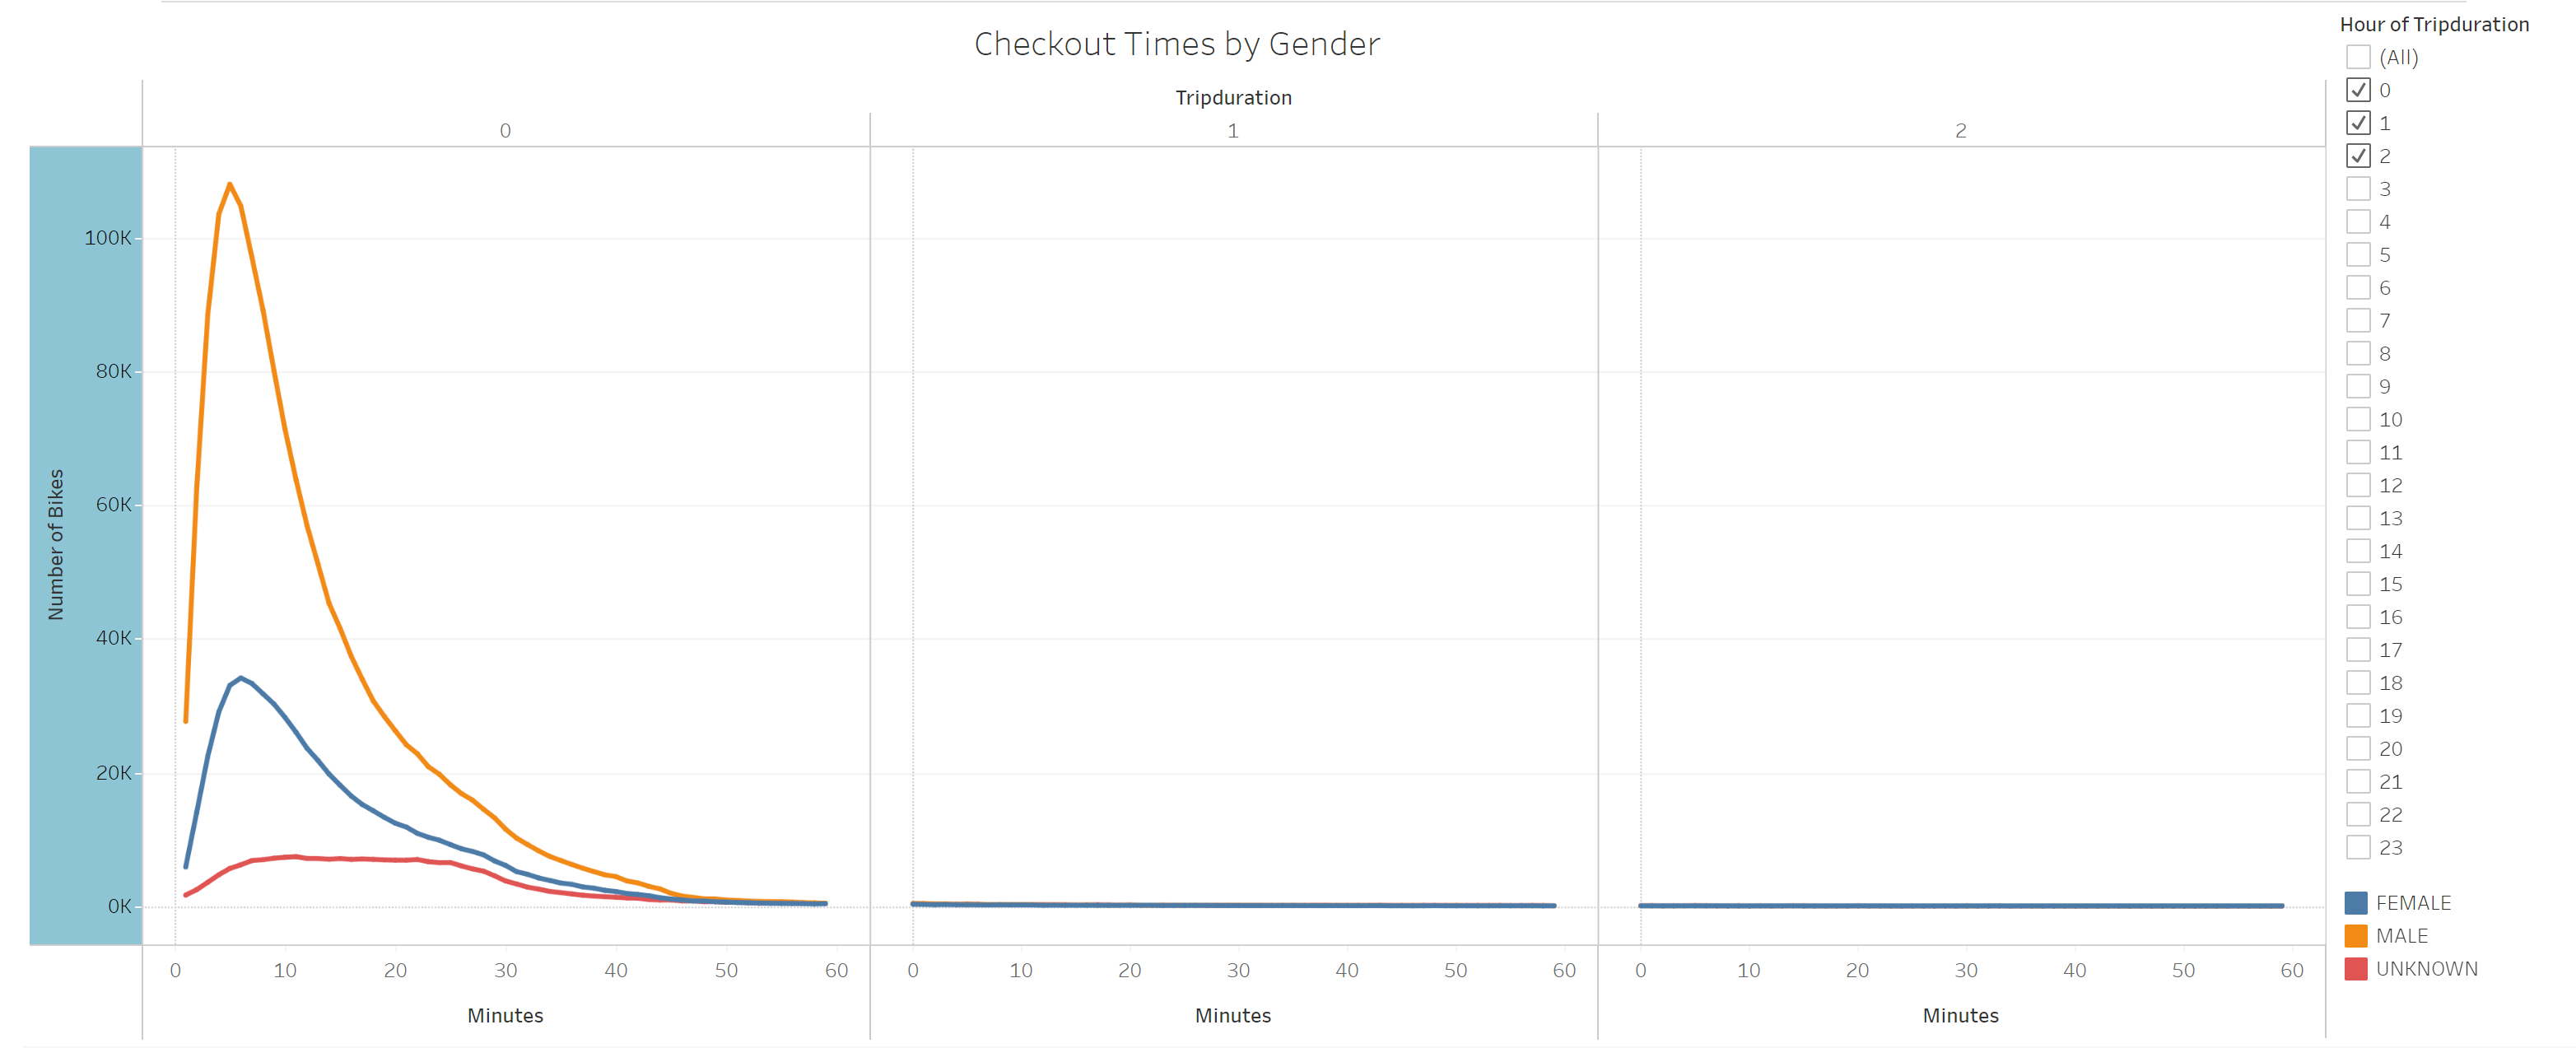 Checkout Times by Gender
Tripduration
0 1 2
Number of Bikes
100K
80K
60K
40K
20K
0K
0 10 20 30 40 50 60 0 10 20 30 40 50 60 0 10 20 30 40 50 60
Minutes Minutes Minutes
Hour of Tripduration
(All)
0
1
2
3
4
5
6
7
8
9
10
11
12
13
14
15
16
17
18
19
20
21
22
23
FEMALE
MALE
UNKNOWN